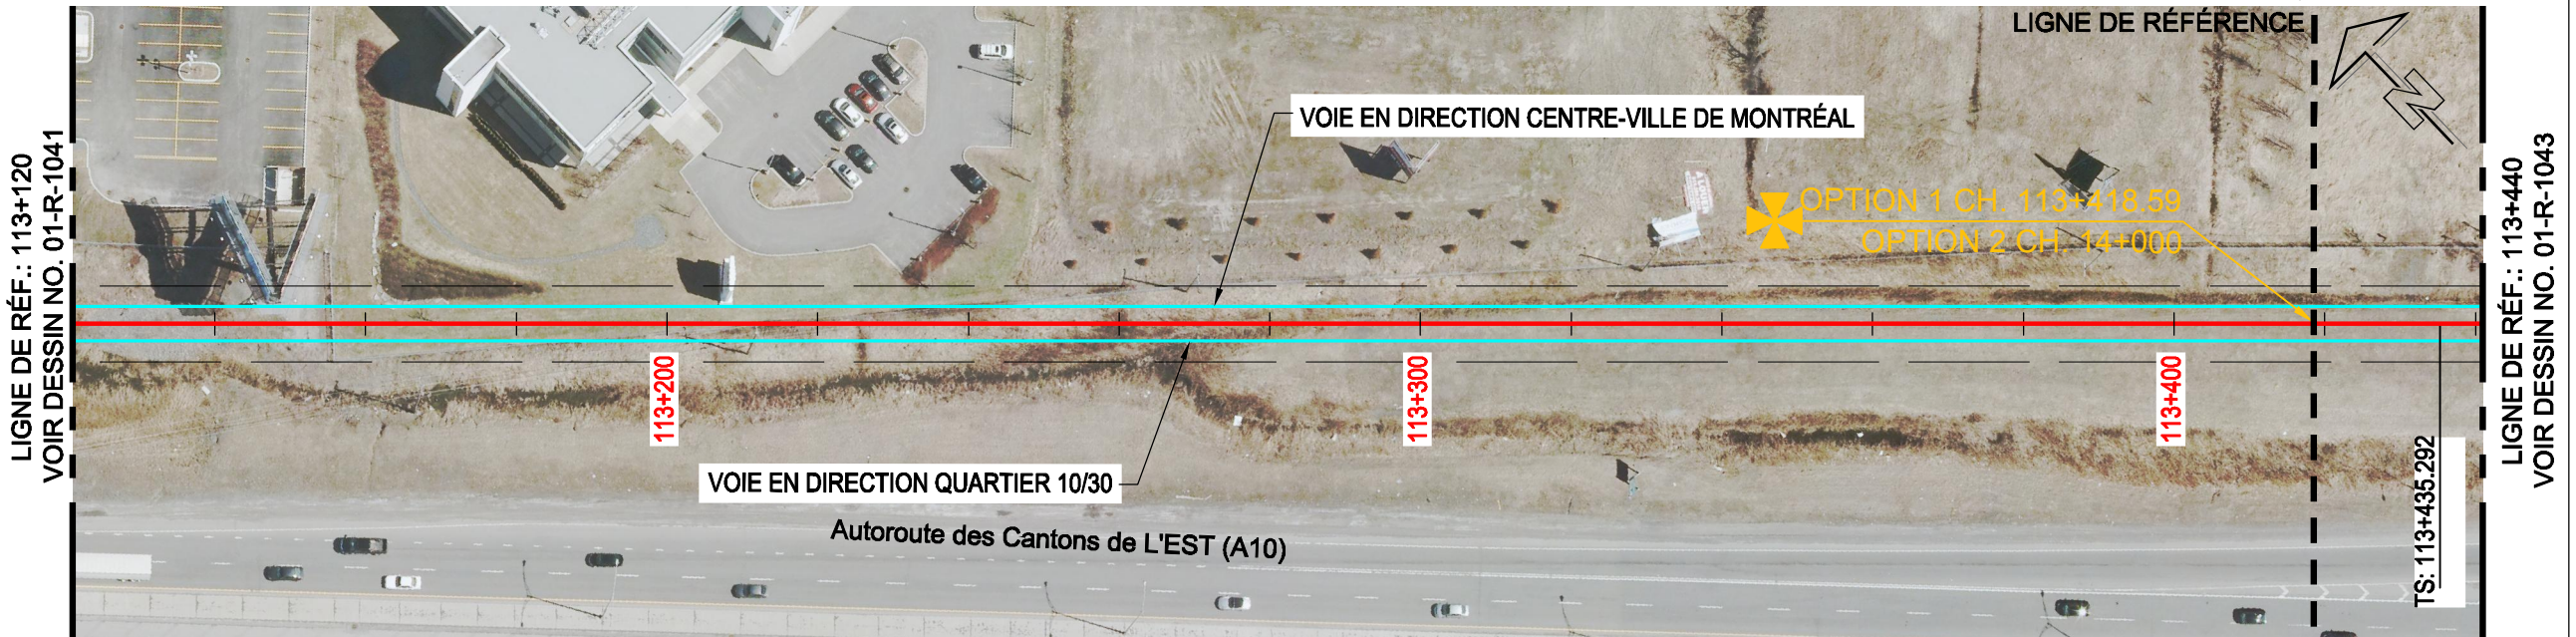 LIGNE DE RÉF.: 113+120
VOIR DESSIN NO. 01-R-1041
LIGNE DE RÉFÉRENCE
N
VOIE EN DIRECTION CENTRE-VILLE DE MONTRÉAL
A LOUER
OPTION 1 CH. 113+418.59
OPTION 2 CH. 14+000
113+200
113+300
113+400
VOIE EN DIRECTION QUARTIER 10/30
TS: 113+435.292
Autoroute des Cantons de L'EST (A10)
LIGNE DE RÉF.: 113+440
VOIR DESSIN NO. 01-R-1043